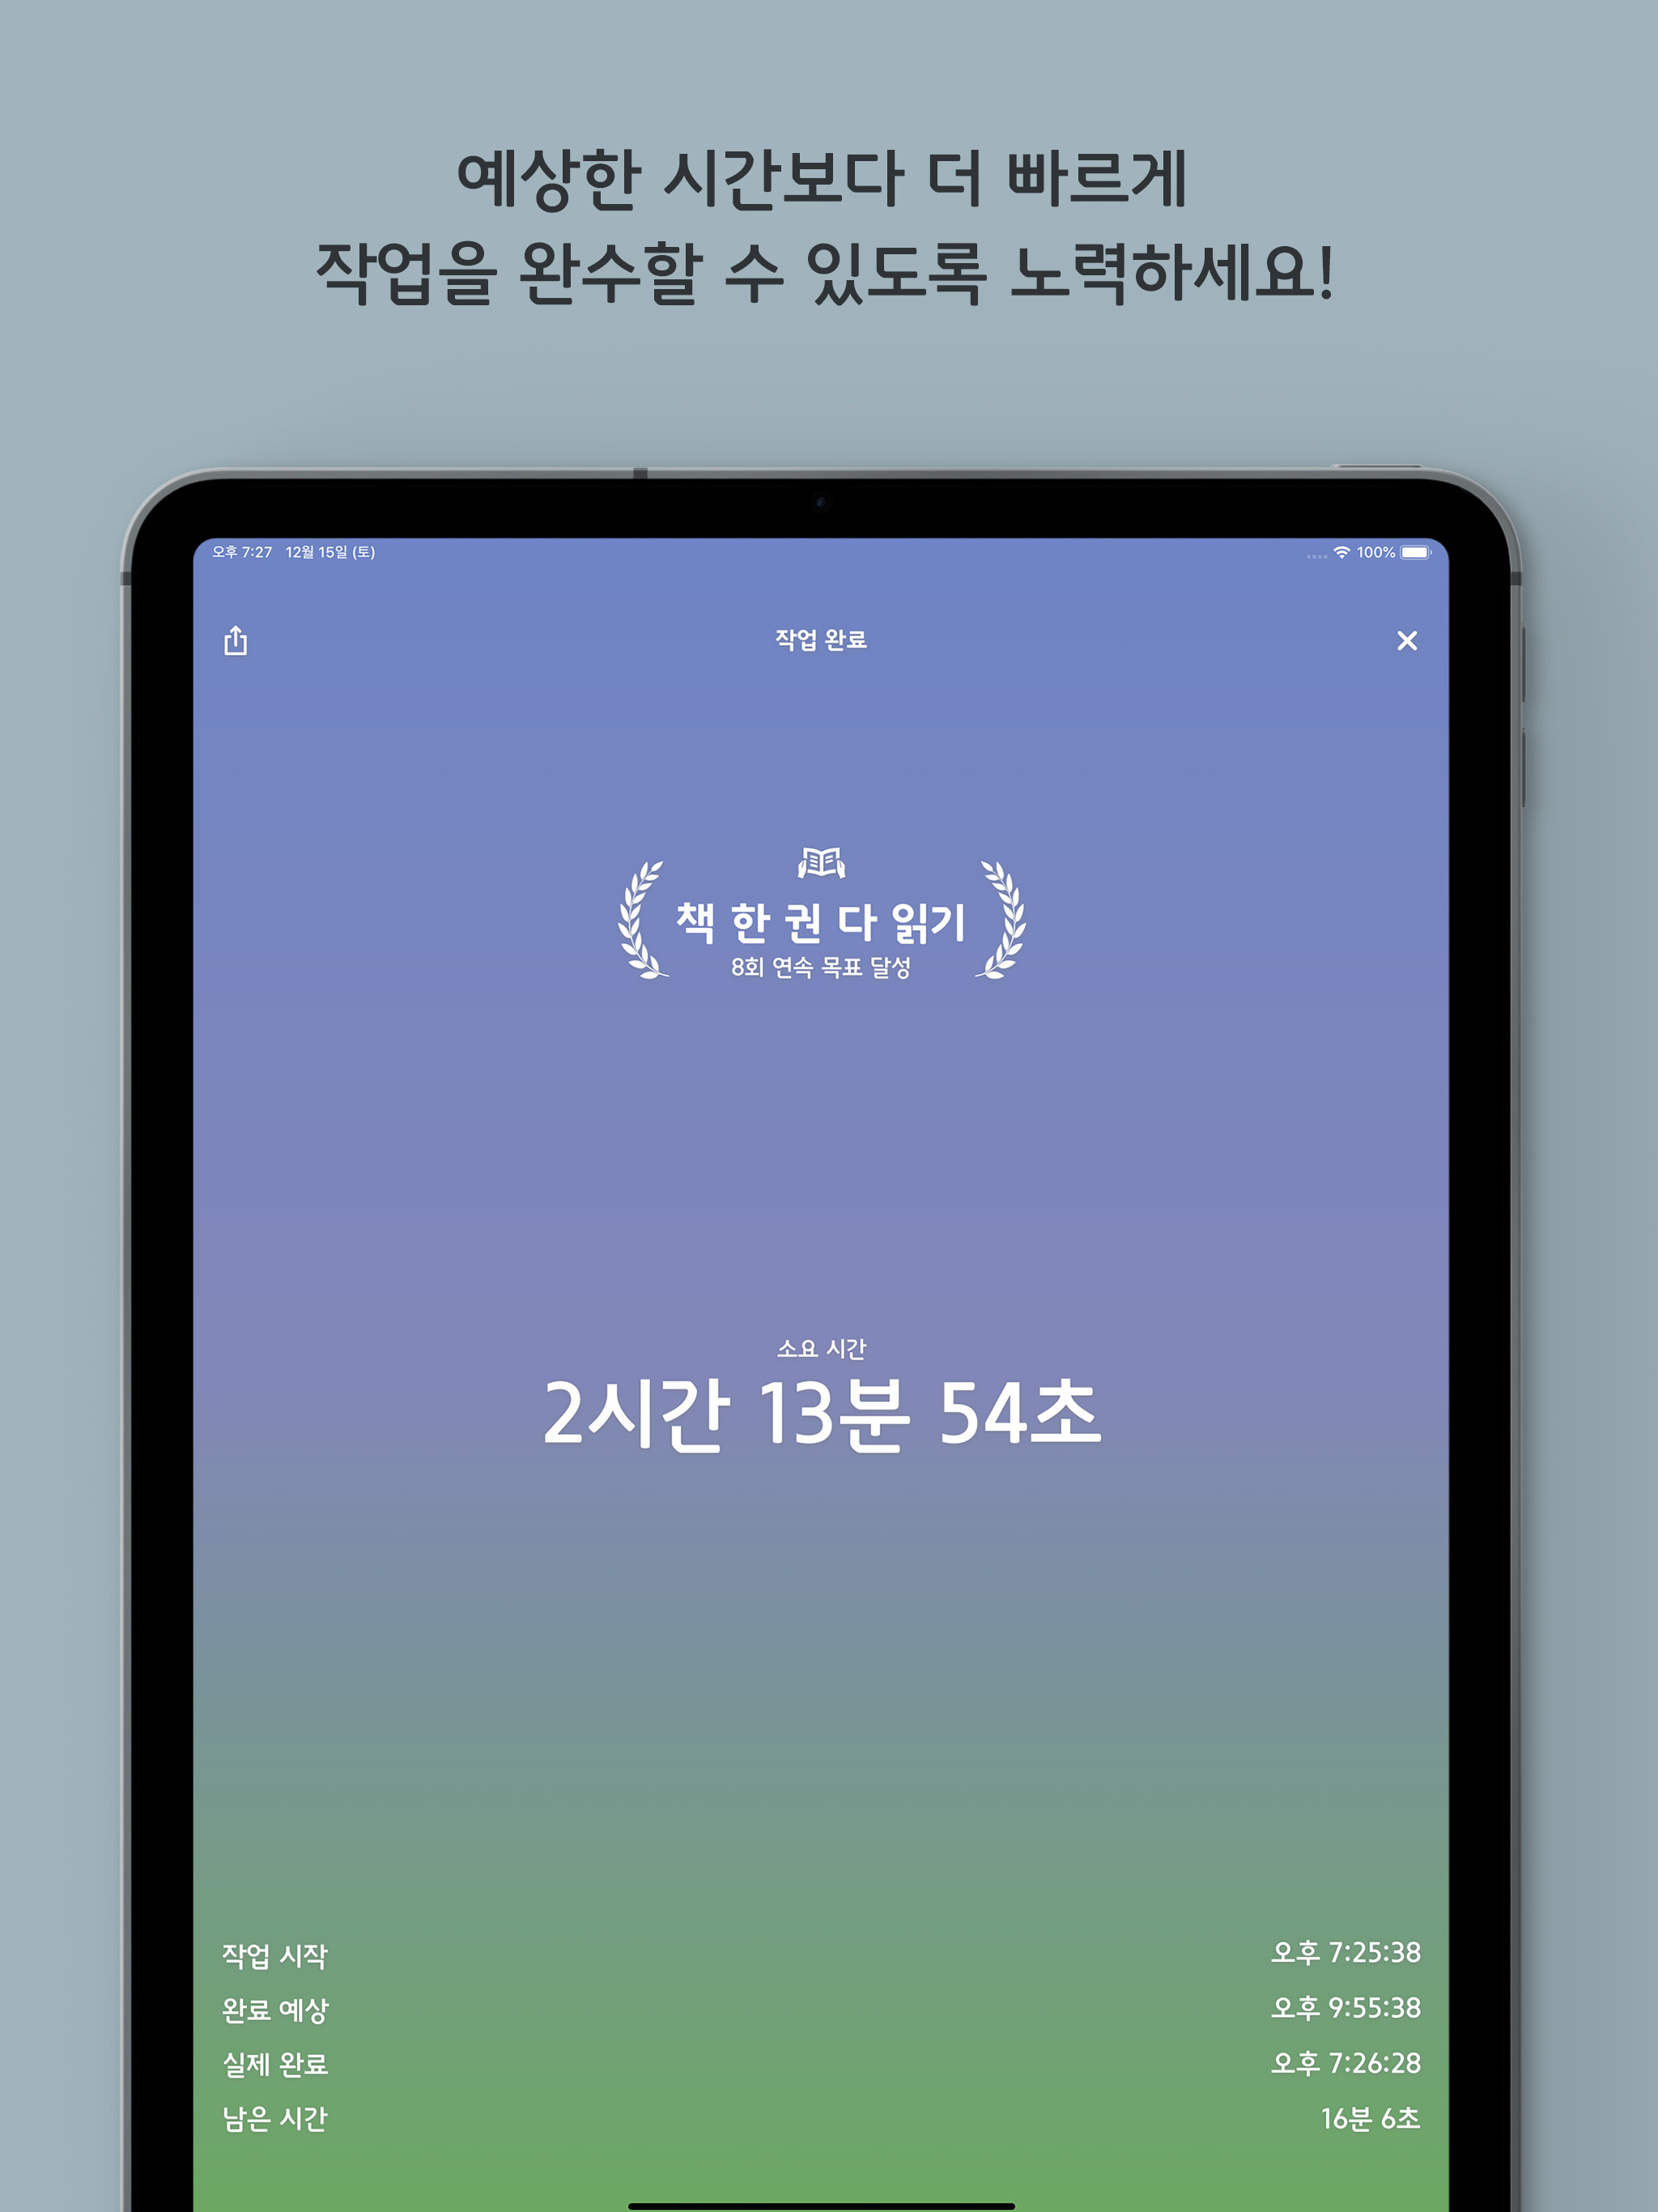 예상한 시간보다 더 빠르게
작업을 완수할 수 있도록 노력하세요!
오후 7:27 12월 15일 (토) 100%
작업 완료
책 한 권 다 읽기
8회 연속 목표 달성
소요 시간
2시간 13분 54초
작업 시작 오후 7:25:38
완료 예상 오후 9:55:38
실제 완료 오후 7:26:28
남은 시간 16분 6초